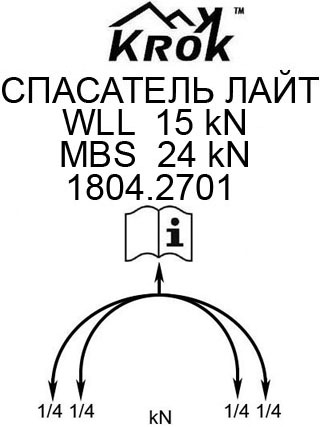 KROK™
СПАСАТЕЛЬ ЛАЙТ
WLL 15 kN
MBS 24 kN
1804.2701
i
1/4 1/4 kN 1/4 1/4